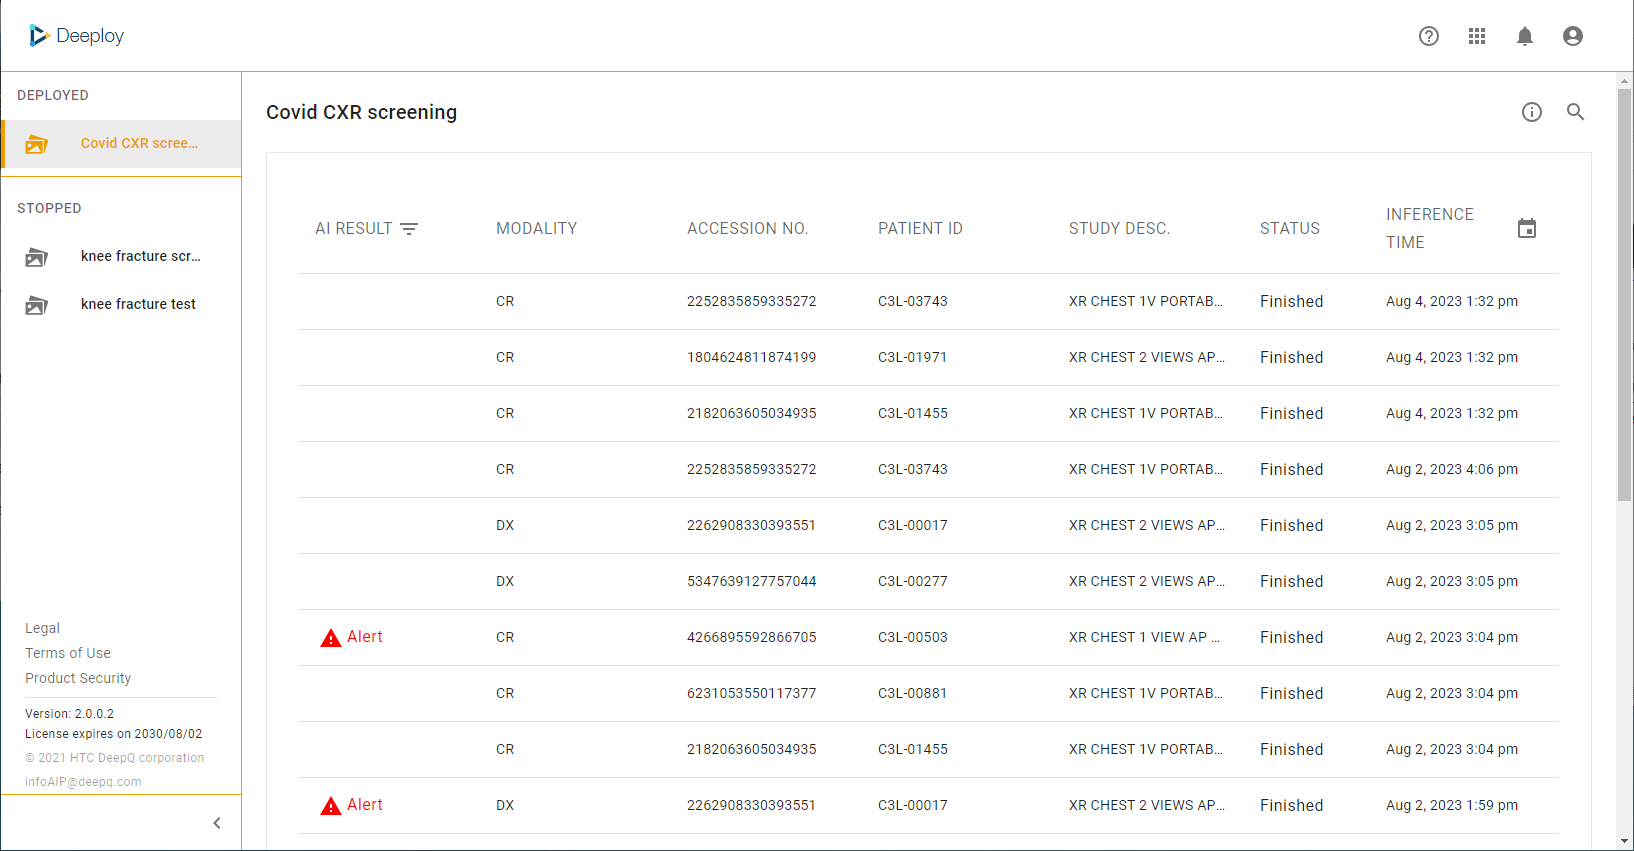 Deeploy
DEPLOYED
Covid CXR scree...
STOPPED
knee fracture scr...
knee fracture test
Legal
Terms of Use
Product Security
Version: 2.0.0.2
License expires on 2030/08/02
© 2021 HTC DeepQ corporation
infoAIP@deepq.com
Covid CXR screening
AI RESULT MODALITY ACCESSION NO. PATIENT ID STUDY DESC. STATUS INFERENCE TIME
CR 2252835859335272 C3L-03743 XR CHEST 1V PORTAB... Finished Aug 4, 2023 1:32 pm
CR 1804624811874199 C3L-01971 XR CHEST 2 VIEWS AP... Finished Aug 4, 2023 1:32 pm
CR 2182063605034935 C3L-01455 XR CHEST 1V PORTAB... Finished Aug 4, 2023 1:32 pm
CR 2252835859335272 C3L-03743 XR CHEST 1V PORTAB... Finished Aug 2, 2023 4:06 pm
DX 2262908330393551 C3L-00017 XR CHEST 2 VIEWS AP... Finished Aug 2, 2023 3:05 pm
DX 5347639127757044 C3L-00277 XR CHEST 2 VIEWS AP... Finished Aug 2, 2023 3:05 pm
Alert CR 4266895592866705 C3L-00503 XR CHEST 1 VIEW AP ... Finished Aug 2, 2023 3:04 pm
CR 6231053550117377 C3L-00881 XR CHEST 1V PORTAB... Finished Aug 2, 2023 3:04 pm
CR 2182063605034935 C3L-01455 XR CHEST 1V PORTAB... Finished Aug 2, 2023 3:04 pm
Alert DX 2262908330393551 C3L-00017 XR CHEST 2 VIEWS AP... Finished Aug 2, 2023 1:59 pm